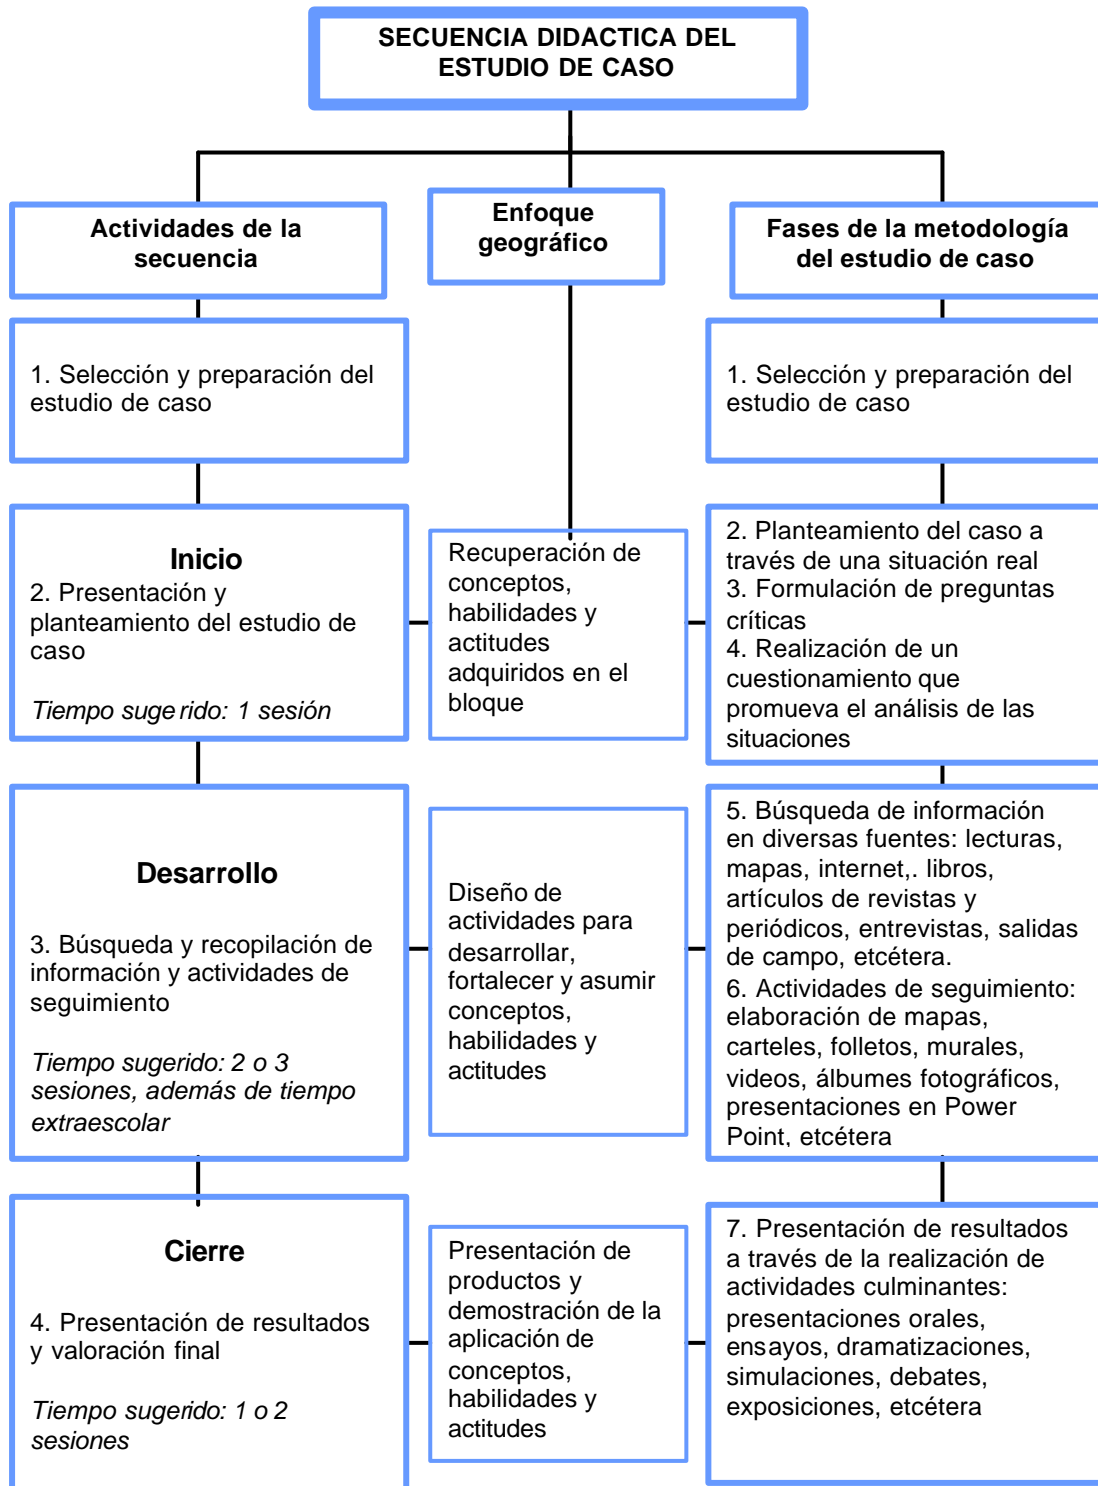 SECUENCIA DIDACTICA DEL
ESTUDIO DE CASO
Actividades de la
secuencia
Enfoque
geográfico
Fases de la metodología
del estudio de caso
1. Selección y preparación del
estudio de caso
1. Selección y preparación del
estudio de caso
Inicio
2. Presentación y
planteamiento del estudio de
caso
Tiempo sugerido: 1 sesión
Recuperación de
conceptos,
habilidades y
actitudes
adquiridos en el
bloque
2. Planteamiento del caso a
través de una situación real
3. Formulación de preguntas
críticas
4. Realización de un
cuestionamiento que
promueva el análisis de las
situaciones
Desarrollo
3. Búsqueda y recopilación de
información y actividades de
seguimiento
Tiempo sugerido: 2 o 3
sesiones, además de tiempo
extraescolar
Diseño de
actividades para
desarrollar,
fortalecer y asumir
conceptos,
habilidades y
actitudes
5. Búsqueda de información
en diversas fuentes: lecturas,
mapas, internet,. libros,
artículos de revistas y
periódicos, entrevistas, salidas
de campo, etcétera.
6. Actividades de seguimiento:
elaboración de mapas,
carteles, folletos, murales,
videos, álbumes fotográficos,
presentaciones en Power
Point, etcétera
Cierre
4. Presentación de resultados
y valoración final
Tiempo sugerido: 1 o 2
sesiones
Presentación de
productos y
demostración de la
aplicación de
conceptos,
habilidades y
actitudes
7. Presentación de resultados
a través de la realización de
actividades culminantes:
presentaciones orales,
ensayos, dramatizaciones,
simulaciones, debates,
exposiciones, etcétera